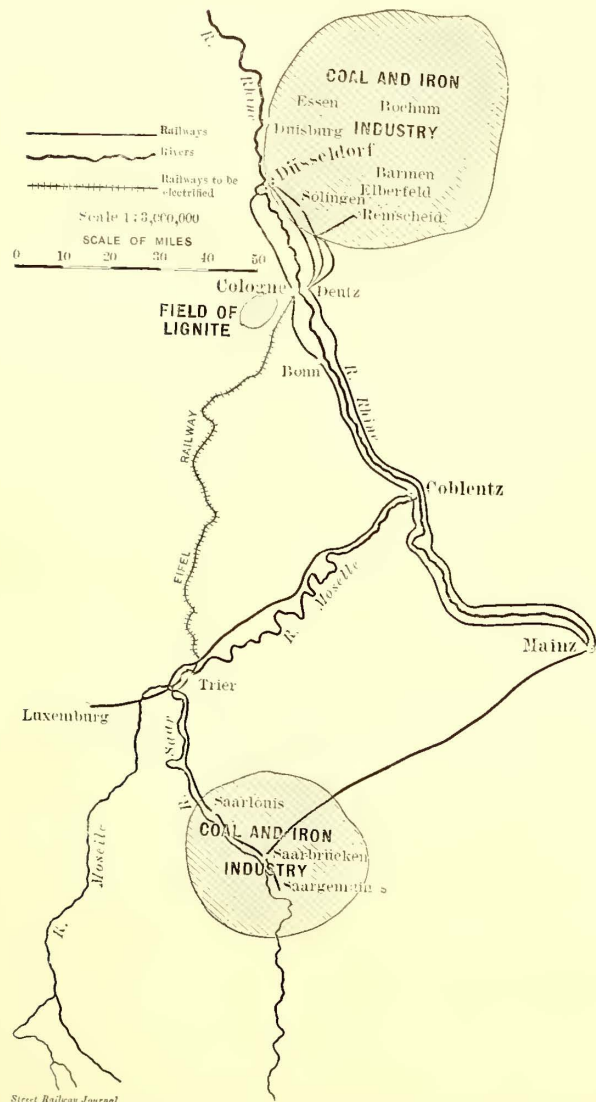 R. Rhine
COAL AND IRON
Essen Bochum
INDUSTRY
Duisburg
Düsseldorf
Barmen
Elberfeld
Solingen
Remscheid
Railways
Rivers
Railways to be
electrified
Scale 1:3,000,000
SCALE OF MILES
0 10 20 30 40 50
Cologne Deutz
FIELD OF
LIGNITE
Bonn
R. Rhine
RAILWAY
EIFEL
Coblentz
R. Moselle
Mainz
Trier
Luxemburg
R. Saar
Saarlouis
COAL AND IRON
Saarbrücken
INDUSTRY
Saargemünd
R. Moselle
Street Railway Journal